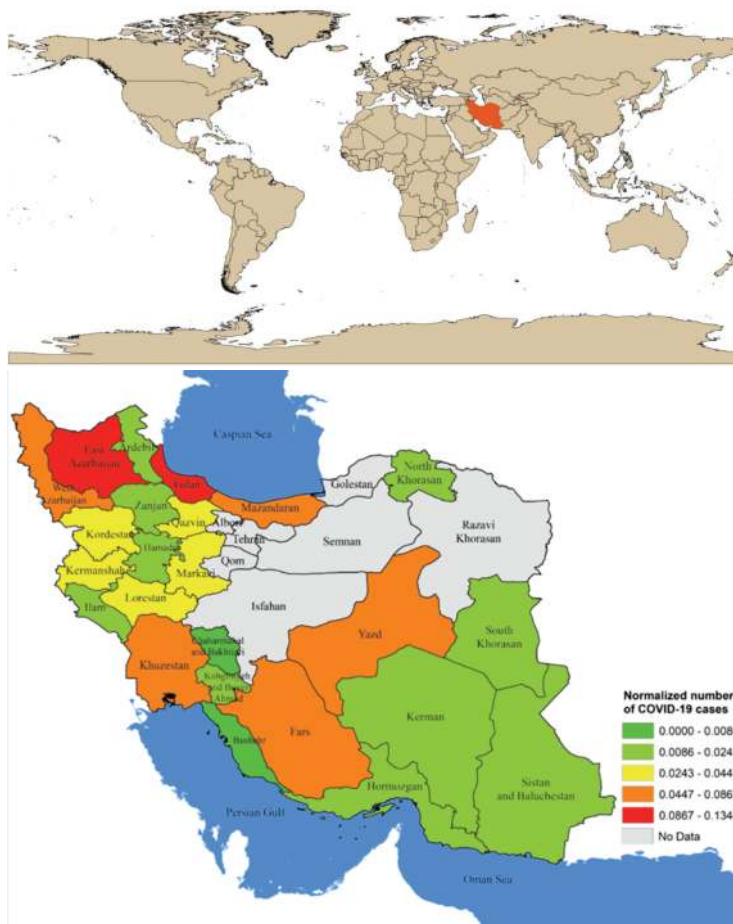 Caspian Sea
East
Azarbaijan
Ardebil
West
Azarbaijan
Gilan
North
Khorasan
Golestan
Zanjan
Mazandaran
Qazvin
Alborz
Razavi
Khorasan
Kordestan
Tehran
Semnan
Hamadan
Qom
Kermanshah
Markazi
Lorestan
Ilam
Isfahan
Yazd
South
Khorasan
Chaharmahal
and Bakhtiari
Khuzestan
Kohgiluyeh
and Boyer
Ahmad
Kerman
Bushehr
Fars
Hormozgan
Sistan
and Baluchestan
Persian Gulf
Oman Sea
Normalized number
of COVID-19 cases
0.0000 - 0.008
0.0086 - 0.024
0.0243 - 0.044
0.0447 - 0.086
0.0867 - 0.134
No Data